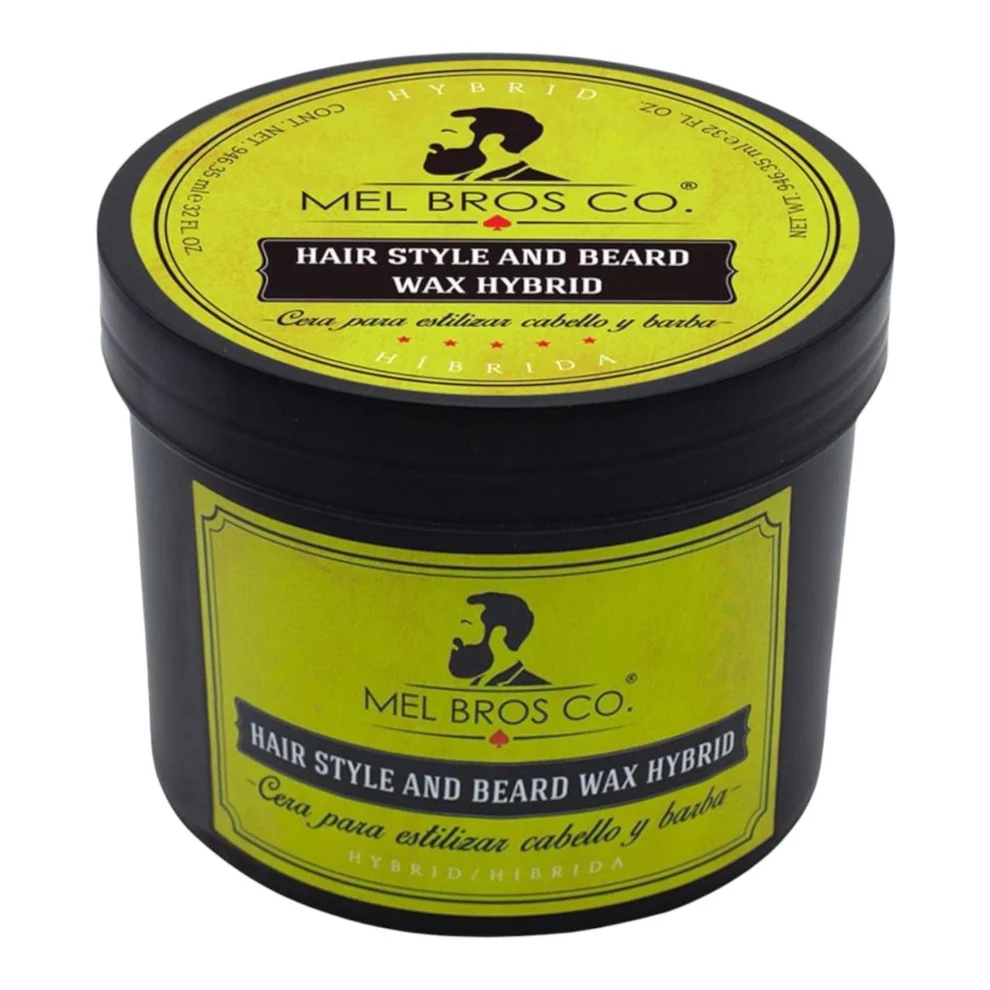 HYBRID
CONT. NET. 946.35 ml e 32 FL OZ
NET WT. 946.35 ml e 32 FL OZ.
MEL BROS CO.®
HAIR STYLE AND BEARD
WAX HYBRID
-Cera para estilizar cabello y barba-
HÍBRIDA
MEL BROS CO.®
HAIR STYLE AND BEARD WAX HYBRID
-Cera para estilizar cabello y barba-
HYBRID/HÍBRIDA